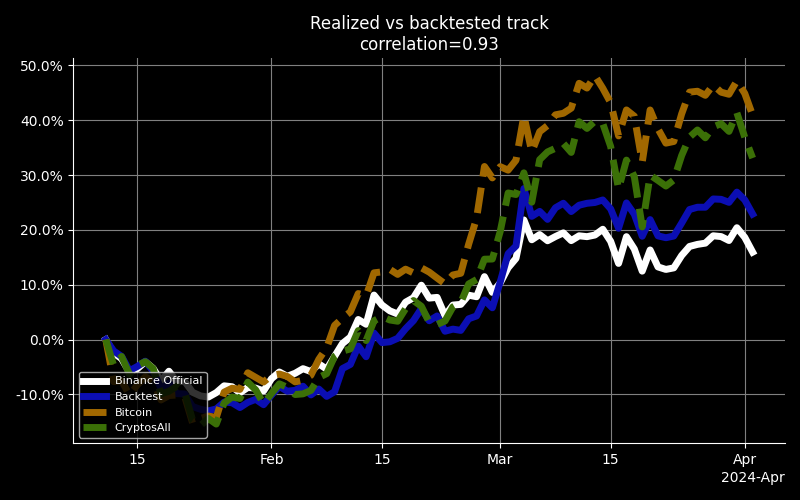 Realized vs backtested track
correlation=0.93
50.0%
40.0%
30.0%
20.0%
10.0%
0.0%
-10.0%
Binance Official
Backtest
Bitcoin
CryptosAll
15
Feb
15
Mar
15
Apr
2024-Apr